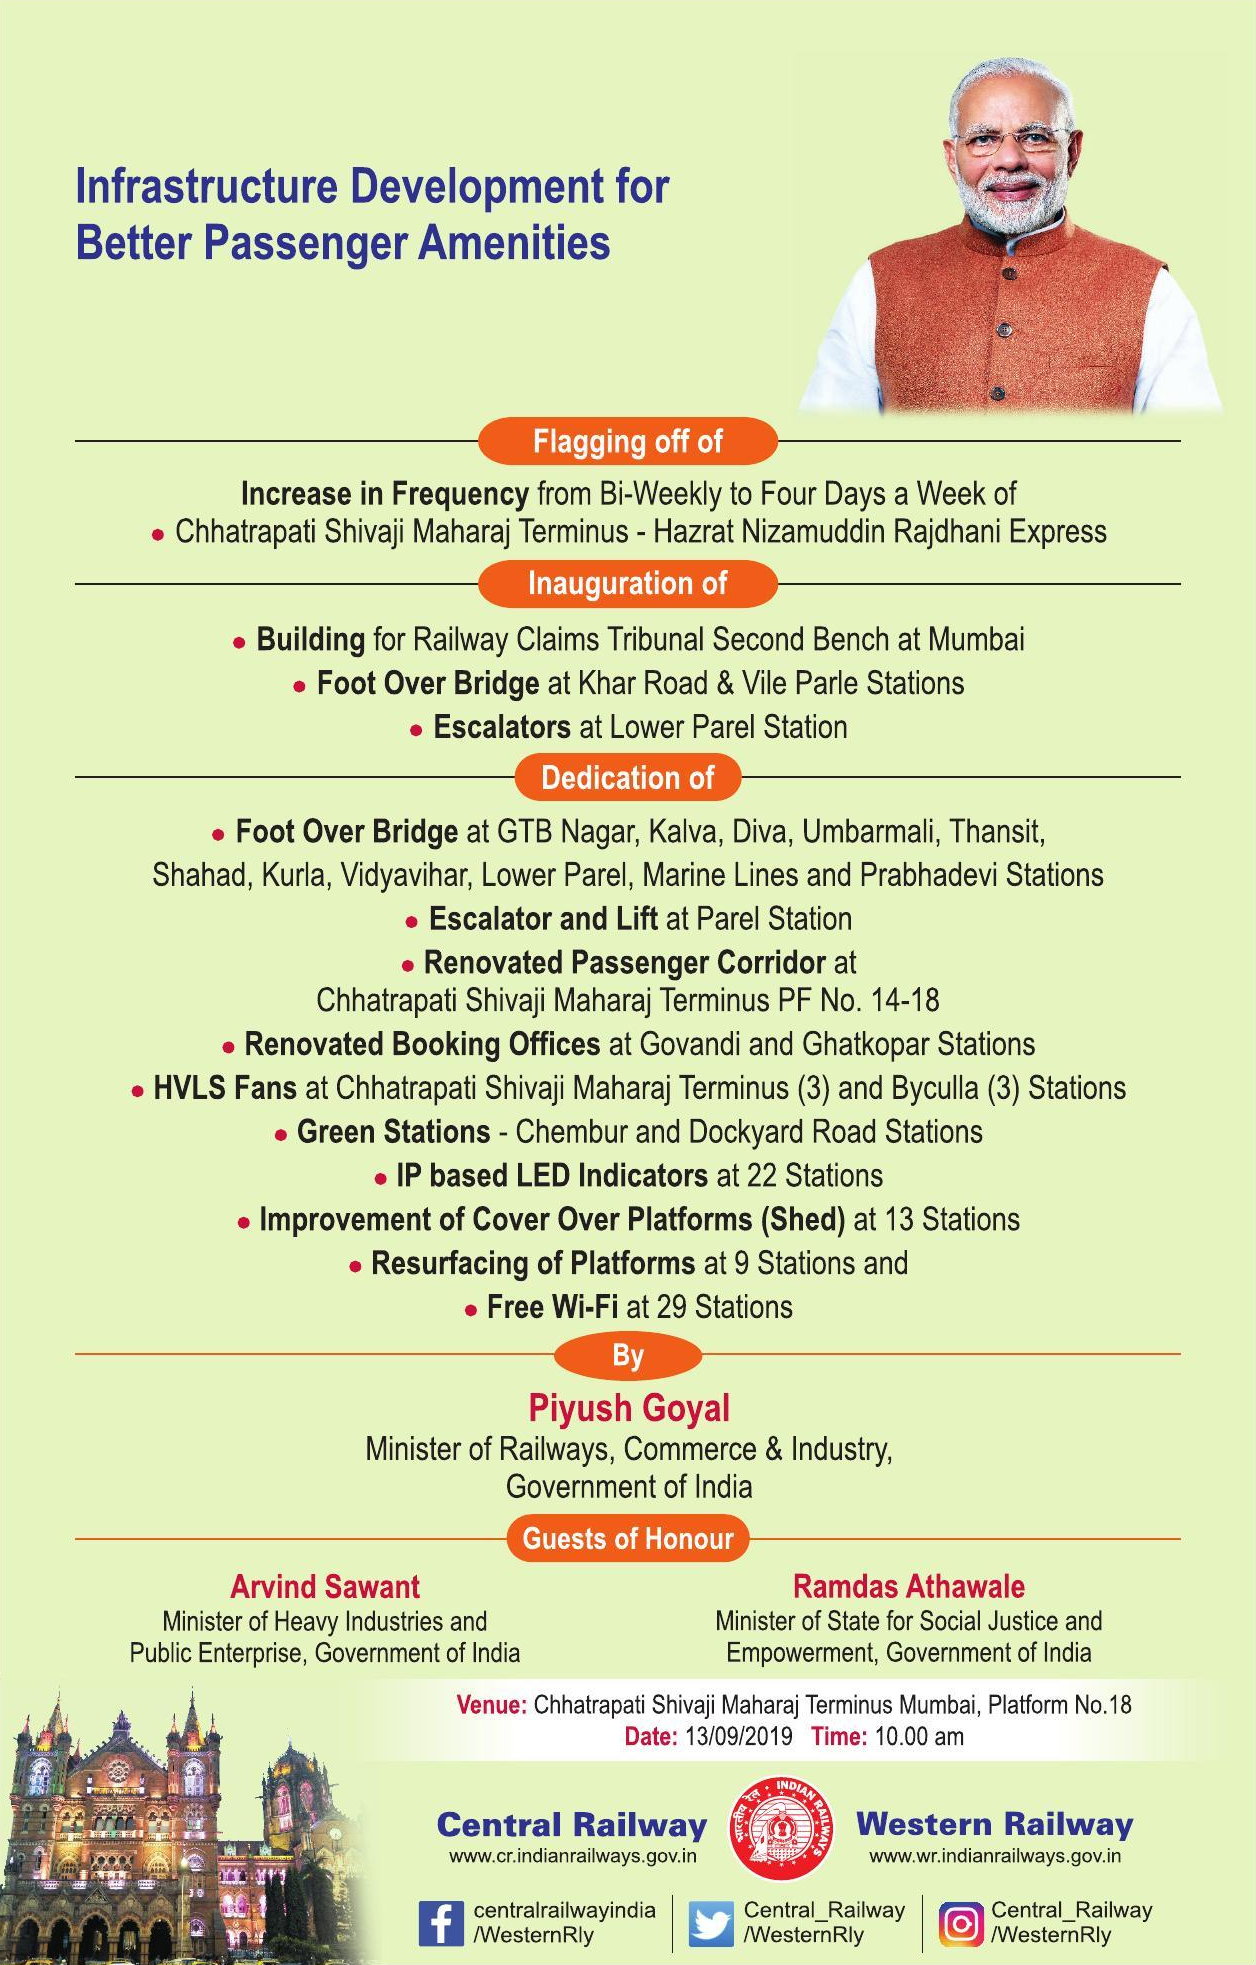 Infrastructure Development for
Better Passenger Amenities
Flagging off of
Increase in Frequency from Bi-Weekly to Four Days a Week of
• Chhatrapati Shivaji Maharaj Terminus - Hazrat Nizamuddin Rajdhani Express
Inauguration of
• Building for Railway Claims Tribunal Second Bench at Mumbai
• Foot Over Bridge at Khar Road & Vile Parle Stations
• Escalators at Lower Parel Station
Dedication of
• Foot Over Bridge at GTB Nagar, Kalva, Diva, Umbarmali, Thansit,
Shahad, Kurla, Vidyavihar, Lower Parel, Marine Lines and Prabhadevi Stations
• Escalator and Lift at Parel Station
• Renovated Passenger Corridor at
Chhatrapati Shivaji Maharaj Terminus PF No. 14-18
• Renovated Booking Offices at Govandi and Ghatkopar Stations
• HVLS Fans at Chhatrapati Shivaji Maharaj Terminus (3) and Byculla (3) Stations
• Green Stations - Chembur and Dockyard Road Stations
• IP based LED Indicators at 22 Stations
• Improvement of Cover Over Platforms (Shed) at 13 Stations
• Resurfacing of Platforms at 9 Stations and
• Free Wi-Fi at 29 Stations
By
Piyush Goyal
Minister of Railways, Commerce & Industry,
Government of India
Guests of Honour
Arvind Sawant
Minister of Heavy Industries and
Public Enterprise, Government of India
Ramdas Athawale
Minister of State for Social Justice and
Empowerment, Government of India
Venue: Chhatrapati Shivaji Maharaj Terminus Mumbai, Platform No.18
Date: 13/09/2019 Time: 10.00 am
Central Railway
www.cr.indianrailways.gov.in
भारतीय रेल • INDIAN RAILWAYS
Western Railway
www.wr.indianrailways.gov.in
centralrailwayindia
/WesternRly
Central_Railway
/WesternRly
Central_Railway
/WesternRly